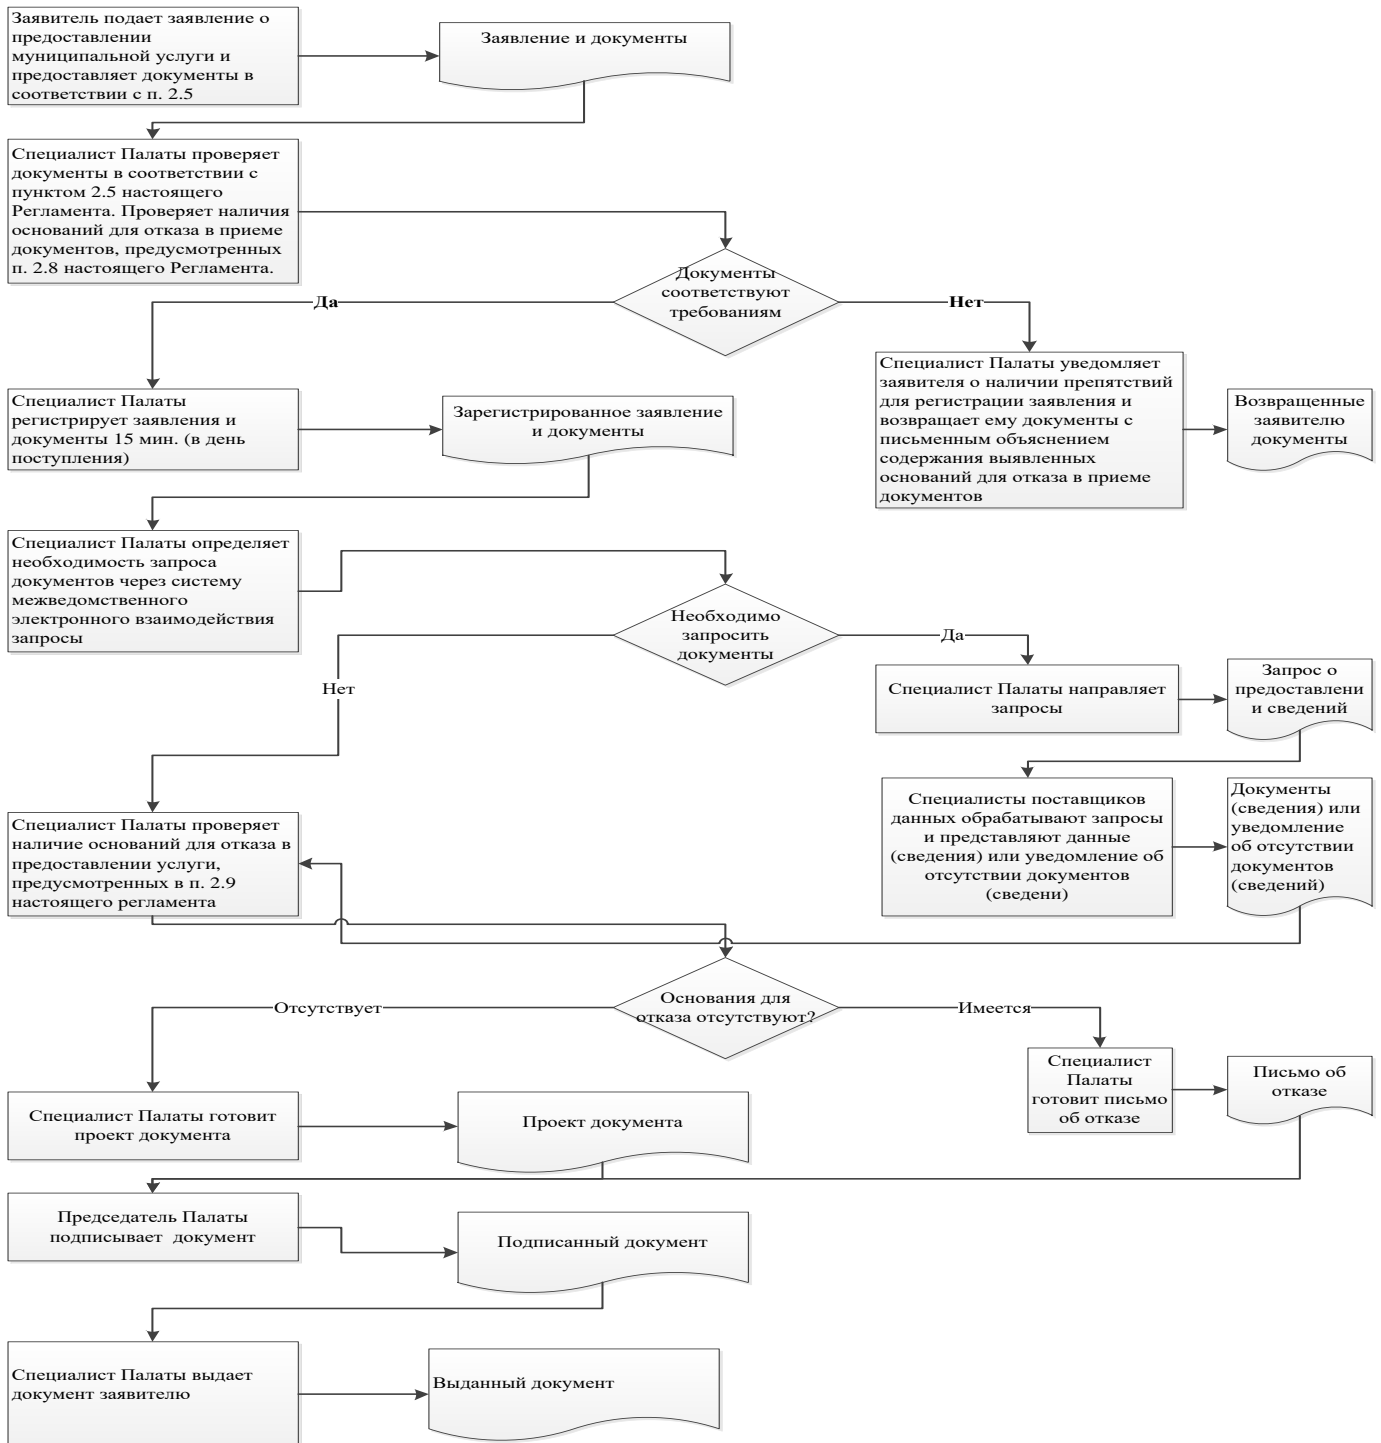 Заявитель подает заявление о
предоставлении
муниципальной услуги и
предоставляет документы в
соответствии с п. 2.5
Заявление и документы
Специалист Палаты проверяет
документы в соответствии с
пунктом 2.5 настоящего
Регламента. Проверяет наличия
оснований для отказа в приеме
документов, предусмотренных
п. 2.8 настоящего Регламента.
Документы
соответствуют
требованиям
Да
Нет
Специалист Палаты
регистрирует заявления и
документы 15 мин. (в день
поступления)
Зарегистрированное заявление
и документы
Специалист Палаты уведомляет
заявителя о наличии препятствий
для регистрации заявления и
возвращает ему документы с
письменным объяснением
содержания выявленных
оснований для отказа в приеме
документов
Возвращенные
заявителю
документы
Специалист Палаты определяет
необходимость запроса
документов через систему
межведомственного
электронного взаимодействия
запросы
Необходимо
запросить
документы
Да
Нет
Специалист Палаты направляет
запросы
Запрос о
предоставлени
и сведений
Специалисты поставщиков
данных обрабатывают запросы
и представляют данные
(сведения) или уведомление об
отсутствии документов
(сведени)
Документы
(сведения) или
уведомление
об отсутствии
документов
(сведений)
Специалист Палаты проверяет
наличие оснований для отказа в
предоставлении услуги,
предусмотренных в п. 2.9
настоящего регламента
Основания для
отказа отсутствуют?
Отсутствует
Имеется
Специалист
Палаты
готовит письмо
об отказе
Письмо об
отказе
Специалист Палаты готовит
проект документа
Проект документа
Председатель Палаты
подписывает документ
Подписанный документ
Специалист Палаты выдает
документ заявителю
Выданный документ